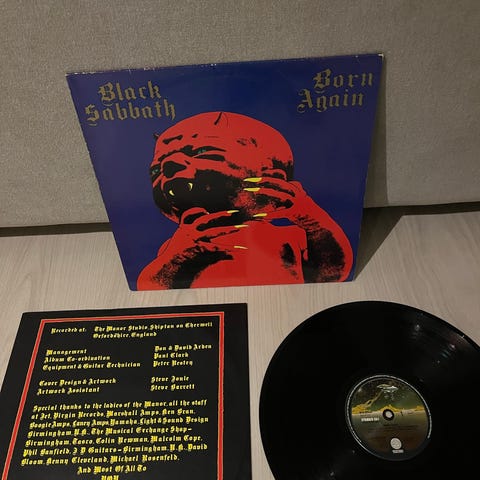 Black Sabbath
Born Again
Recorded at: The Manor Studio, Shipton on Cherwell
Oxfordshire, England
Management Don & David Arden
Album Co-ordination Paul Clark
Equipment & Guitar Technician Peter Restey
Cover Design & Artwork Steve Joule
Artwork Assistant Steve Barrett
Special thanks to the ladies of the Manor, all the staff
at Jet, Virgin Records, Marshall Amps, Ken Bean,
Boogie Amps, Laney Amps, Yamaha, Light & Sound Design
Birmingham, The Musical Exchange Shop-
Birmingham, Tasco, Colin Newman, Malcolm Cope,
Phil Banfield, J D Guitars - Birmingham, David
Bloom, Kenny Cleveland, Michael Rosenfeld,
And Most Of All To
YOU